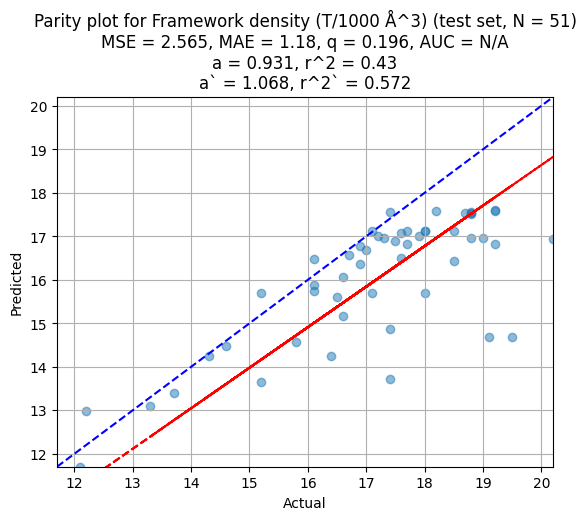 Parity plot for Framework density (T/1000 Å^3) (test set, N = 51)
MSE = 2.565, MAE = 1.18, q = 0.196, AUC = N/A
a = 0.931, r^2 = 0.43
a` = 1.068, r^2` = 0.572
20
19
18
17
16
15
14
13
12
Predicted
12 13 14 15 16 17 18 19 20
Actual